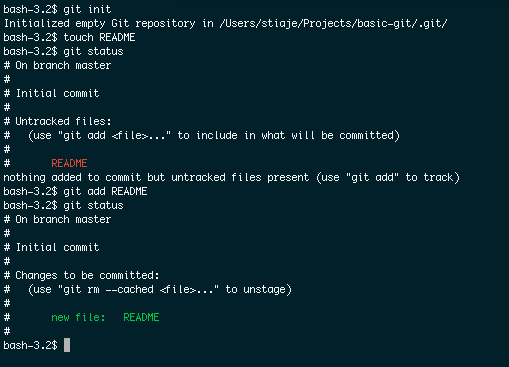 bash-3.2$ git init
Initialized empty Git repository in /Users/stiaje/Projects/basic-git/.git/
bash-3.2$ touch README
bash-3.2$ git status
# On branch master
#
# Initial commit
#
# Untracked files:
#   (use "git add <file>..." to include in what will be committed)
#
#       README
nothing added to commit but untracked files present (use "git add" to track)
bash-3.2$ git add README
bash-3.2$ git status
# On branch master
#
# Initial commit
#
# Changes to be committed:
#   (use "git rm --cached <file>..." to unstage)
#
#       new file:   README
#
bash-3.2$